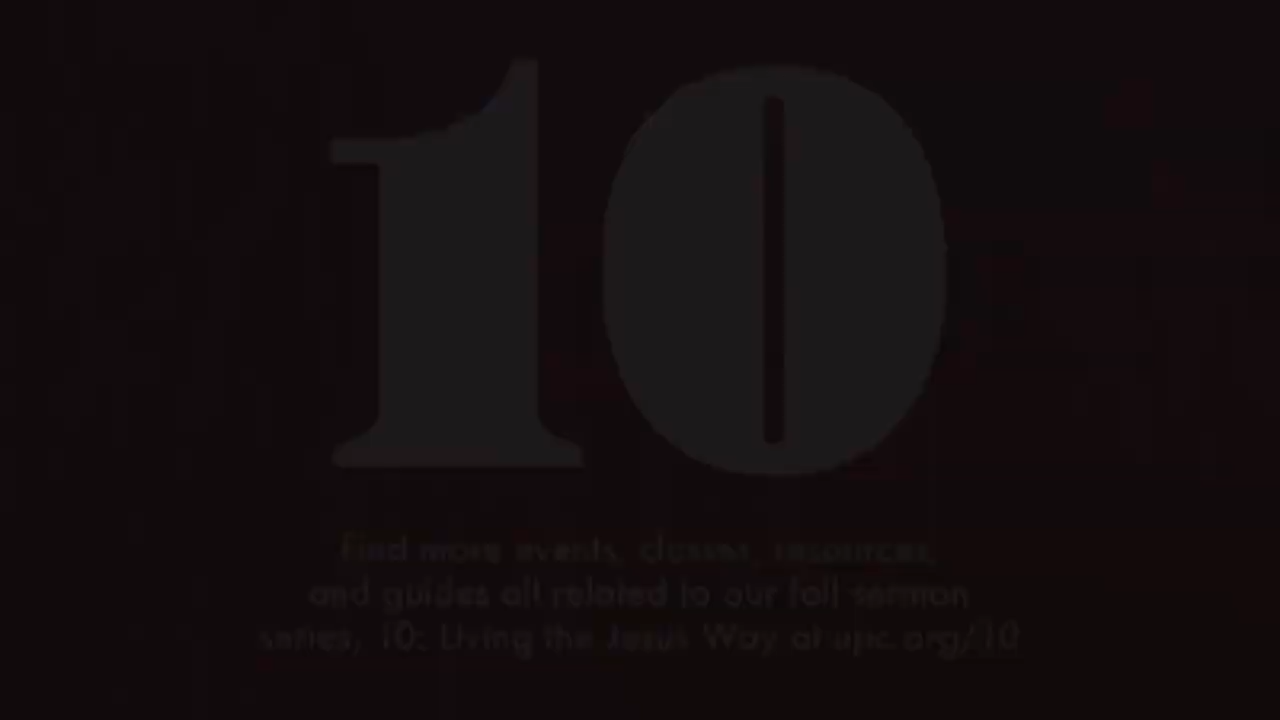 10
Find more events, classes, resources,
and guides all related to our fall sermon
series, 10: Living the Jesus Way at upc.org/10